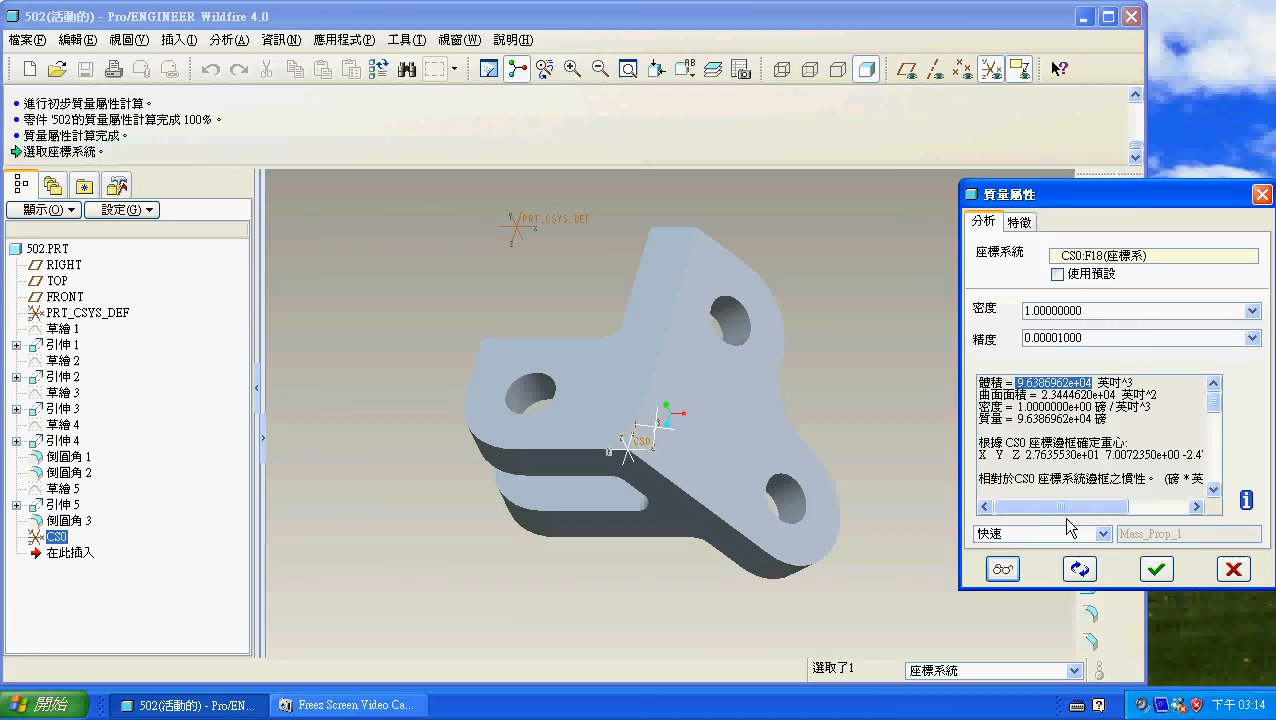 502(活動的) - Pro/ENGINEER Wildfire 4.0
檔案(F) 編輯(E) 視圖(V) 插入(I) 分析(A) 資訊(N) 應用程式(P) 工具(T) 視窗(W) 說明(H)
進行初步質量屬性計算。
零件 '502的質量屬性計算完成 100%。
質量屬性計算完成。
選取座標系統。
顯示(O) 設定(G)
502.PRT
RIGHT
TOP
FRONT
PRT_CSYS_DEF
草繪 1
引伸 1
草繪 2
引伸 2
草繪 3
引伸 3
草繪 4
引伸 4
倒圓角 1
倒圓角 2
草繪 5
引伸 5
倒圓角 3
CS0
在此插入
PRT_CSYS_DEF
CS0
質量屬性
分析 特徵
座標系統 CS0:F18(座標系)
使用預設
密度 1.00000000
精度 0.00001000
體積 = 9.6386962e+04 英吋^3
曲面面積 = 2.3444620e+04 英吋^2
密度 = 1.0000000e+00 磅 / 英吋^3
質量 = 9.6386962e+04 磅
根據 CS0 座標邊框確定重心:
X Y Z 2.7635550e+01 7.0072350e+00 -2.4
相對於CS0 座標系統邊框之慣性。 (磅 * 英
快速 Mass_Prop_1
選取了1 座標系統
開始 502(活動的) - Pro/EN... Freez Screen Video Ca... 下午 03:14